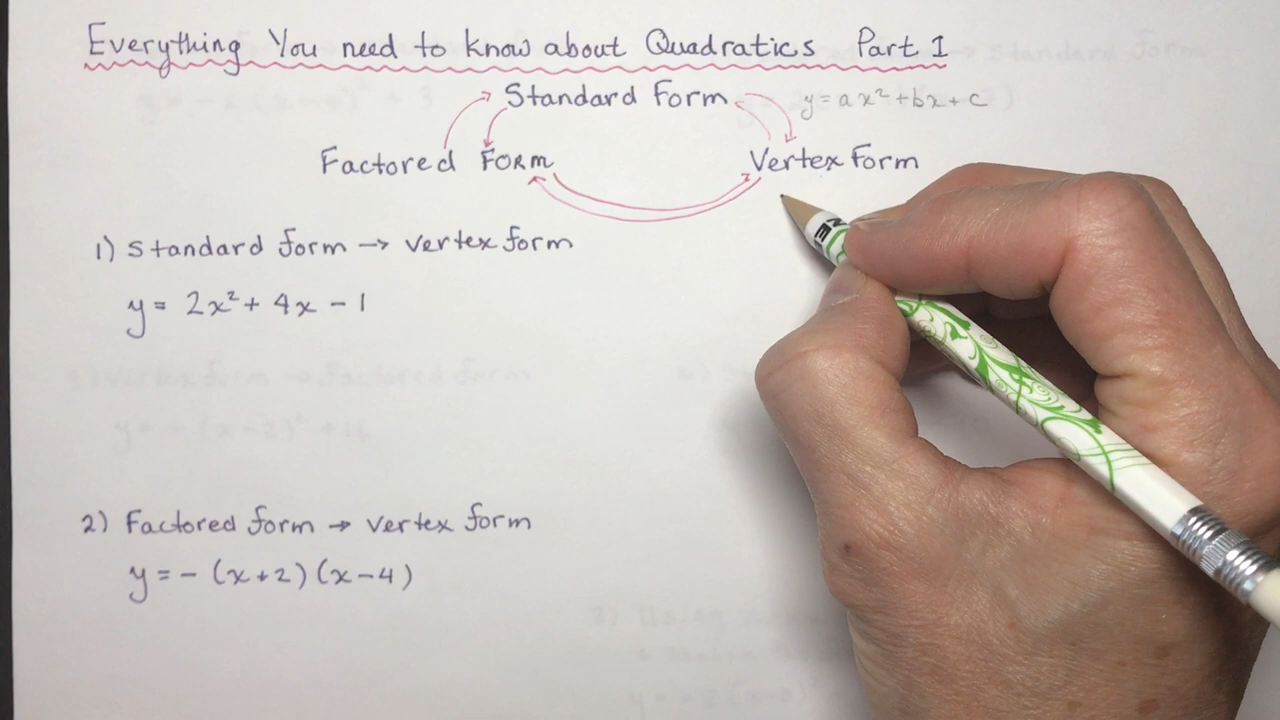 Everything You need to know about Quadratics Part 1
Standard Form y = ax² + bx + c
Factored Form Vertex Form
1) Standard form → vertex form
y = 2x² + 4x - 1
2) Factored form → vertex form
y = - (x+2)(x-4)